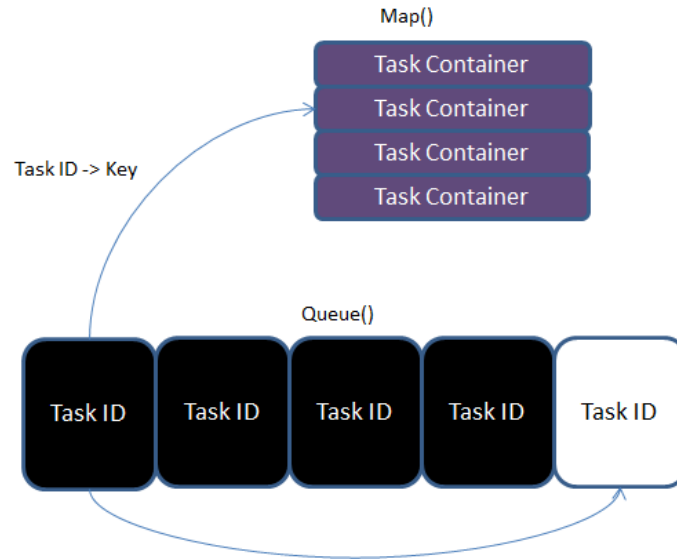 Map()
Task Container
Task Container
Task Container
Task Container
Task ID -> Key
Queue()
Task ID Task ID Task ID Task ID Task ID